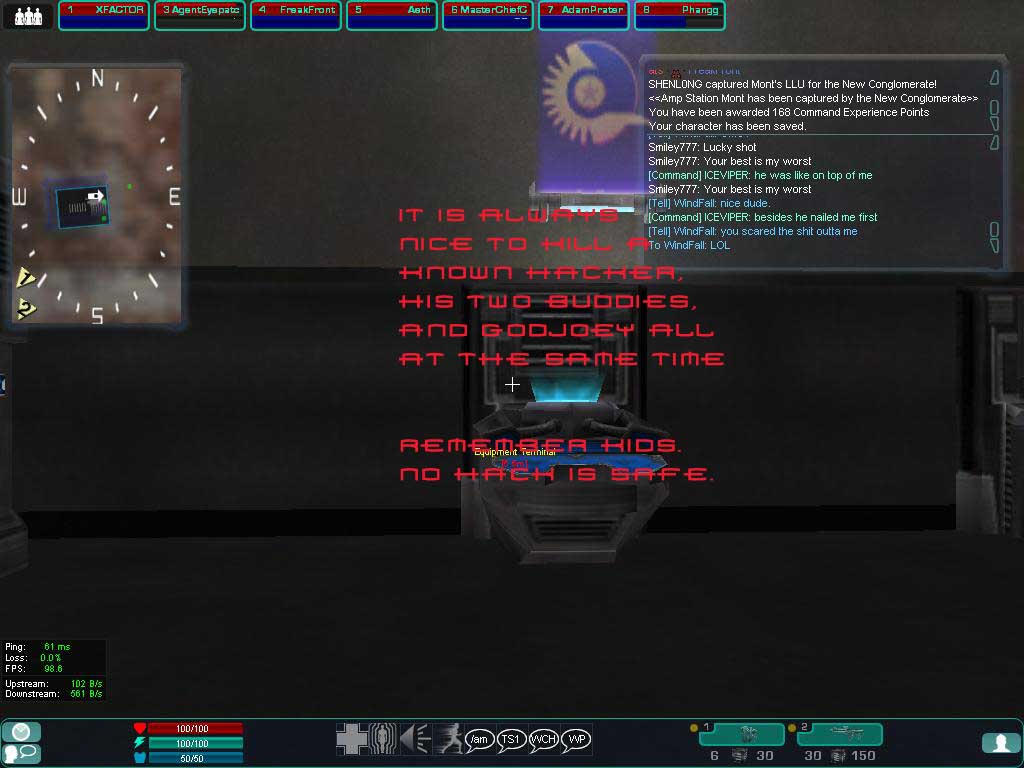 1 XFACTOR 3 AgentEyepatc 4 FreakFront 5 Aeth 6 MasterChiefC 7 AdamPrater 8 Phangg
N
W E
S
SHENL0NG captured Mont's LLU for the New Conglomerate!
<<Amp Station Mont has been captured by the New Conglomerate>>
You have been awarded 168 Command Experience Points
Your character has been saved.
Smiley777: Lucky shot
Smiley777: Your best is my worst
[Command] ICEVIPER: he was like on top of me
Smiley777: Your best is my worst
[Tell] WindFall: nice dude.
[Command] ICEVIPER: besides he nailed me first
[Tell] WindFall: you scared the shit outta me
To WindFall: LOL
IT IS ALWAYS
NICE TO KILL A
KNOWN HACKER,
HIS TWO BUDDIES,
AND GODJOEY ALL
AT THE SAME TIME
REMEMBER KIDS.
NO HACK IS SAFE.
Equipment Terminal
Ping: 61 ms
Loss: 0.0%
FPS: 98.6
Upstream: 102 B/s
Downstream: 561 B/s
100/100
100/100
50/50
/am TS1 WCH WP
1 2
6 30 30 150